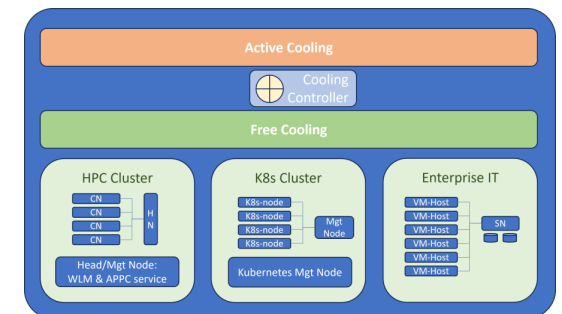 Active Cooling
Cooling
Controller
Free Cooling
HPC Cluster
CN
CN
CN
CN
H
N
Head/Mgt Node:
WLM & APPC service
K8s Cluster
K8s-node
K8s-node
K8s-node
K8s-node
Mgt
Node
Kubernetes Mgt Node
Enterprise IT
VM-Host
VM-Host
VM-Host
VM-Host
VM-Host
VM-Host
SN